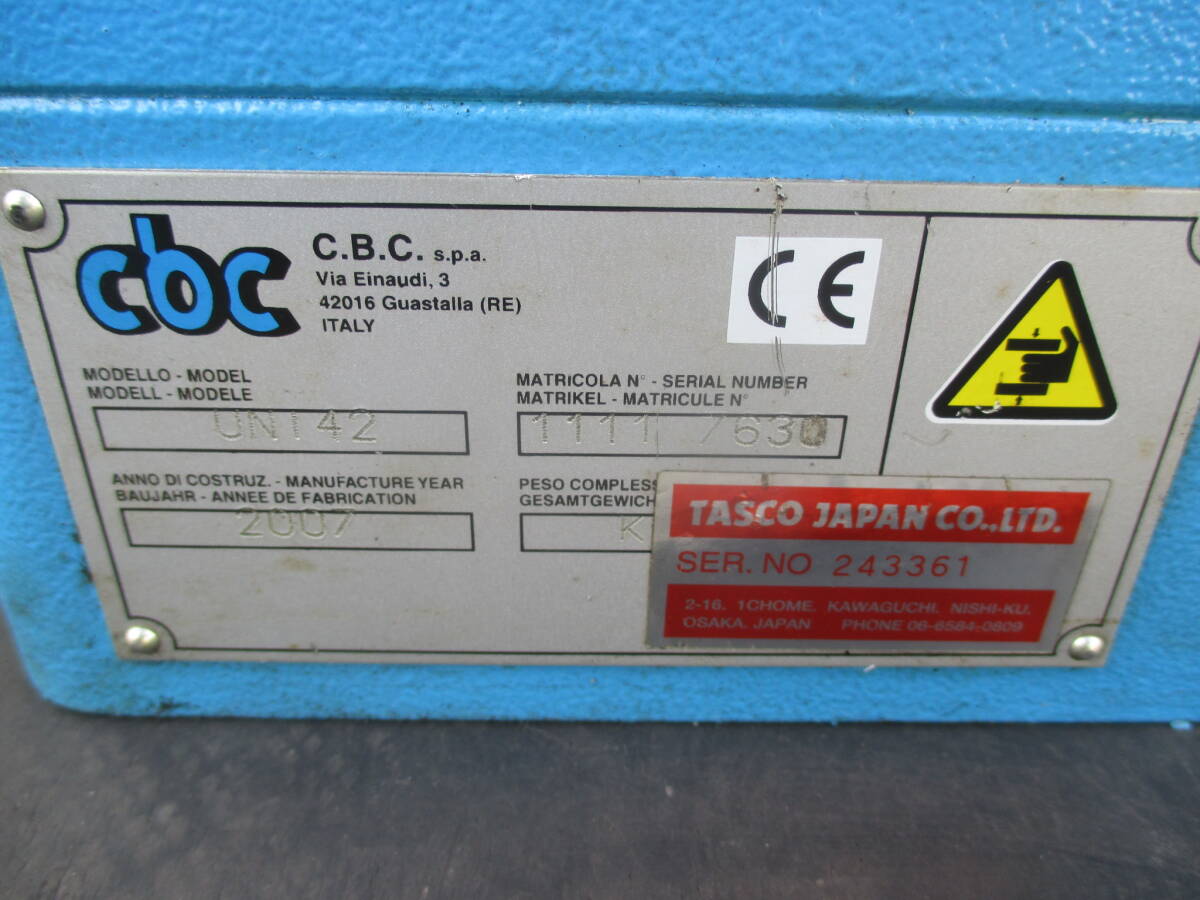 cbc
C.B.C. s.p.a.
Via Einaudi, 3
42016 Guastalla (RE)
ITALY
CE
MODELLO - MODEL
MODELL - MODELE
UNI42
MATRICOLA N° - SERIAL NUMBER
MATRIKEL - MATRICULE N°
1111 7630
ANNO DI COSTRUZ. - MANUFACTURE YEAR
BAUJAHR - ANNEE DE FABRICATION
2007
PESO COMPLESS
GESAMTGEWICH
K
TASCO JAPAN CO.,LTD.
SER. NO 243361
2-16, 1CHOME, KAWAGUCHI, NISHI-KU,
OSAKA, JAPAN PHONE 06-6584-0809